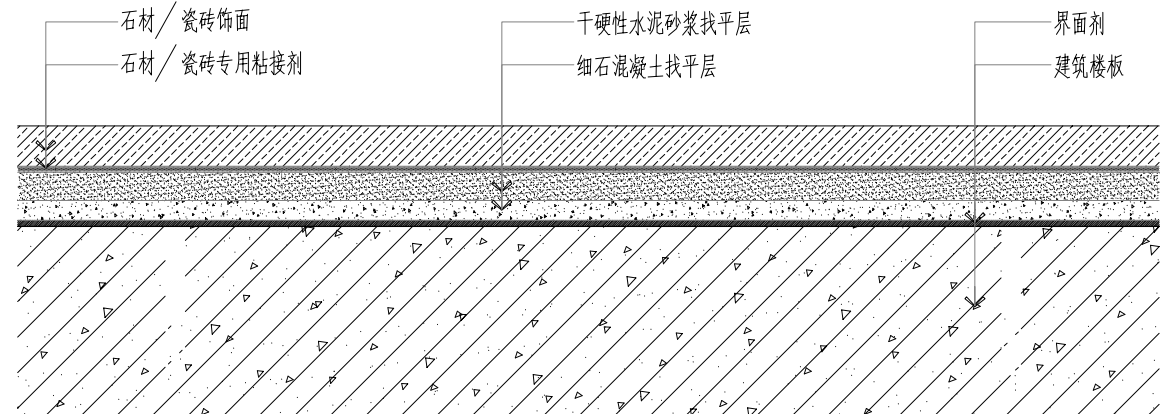 石材/瓷砖饰面
石材/瓷砖专用粘接剂
干硬性水泥砂浆找平层
细石混凝土找平层
界面剂
建筑楼板